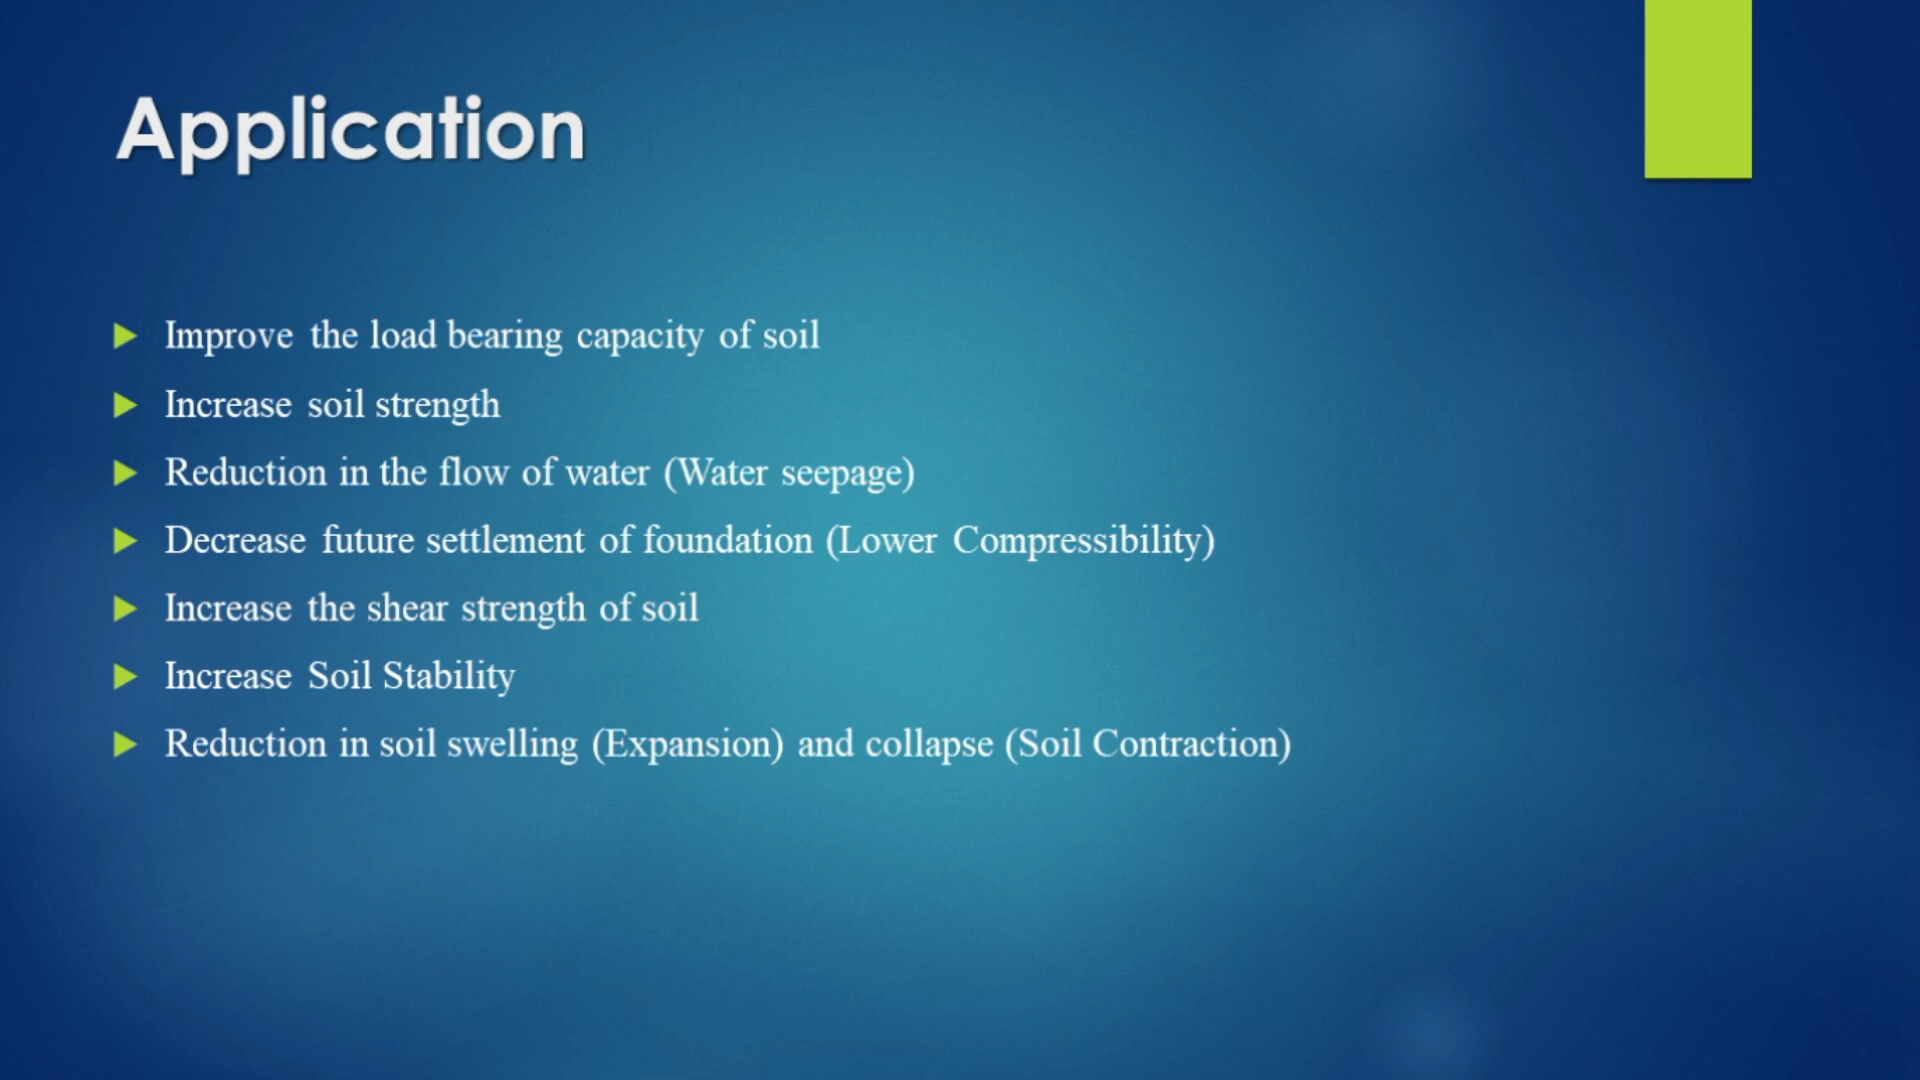 Application
Improve the load bearing capacity of soil
Increase soil strength
Reduction in the flow of water (Water seepage)
Decrease future settlement of foundation (Lower Compressibility)
Increase the shear strength of soil
Increase Soil Stability
Reduction in soil swelling (Expansion) and collapse (Soil Contraction)